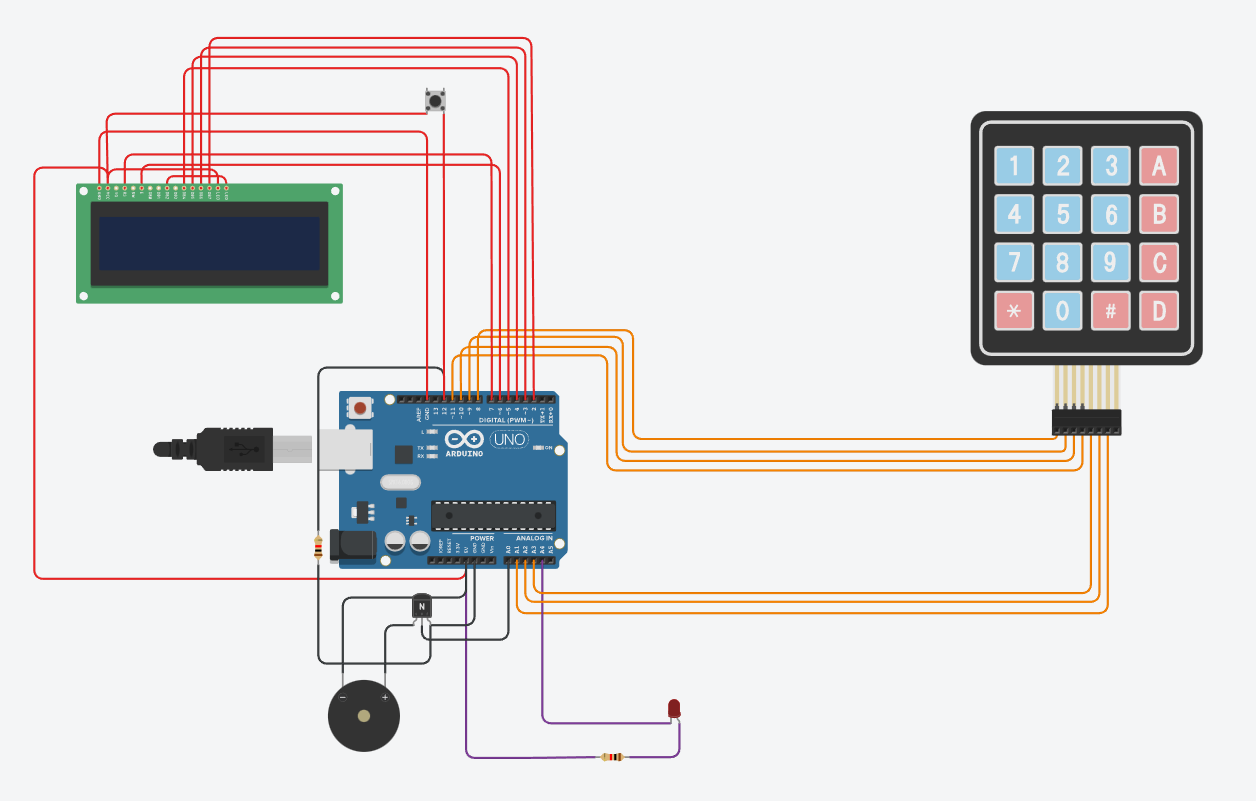 1 2 3 A
4 5 6 B
7 8 9 C
* 0 # D
AREF
GND
13
12
~11
~10
~9
8
7
~6
~5
4
~3
2
TX→1
RX←0
DIGITAL (PWM~)
L
TX
RX
UNO
ON
ARDUINO
POWER
ANALOG IN
IOREF
RESET
3.3V
5V
GND
GND
Vin
A0
A1
A2
A3
A4
A5
N
− +